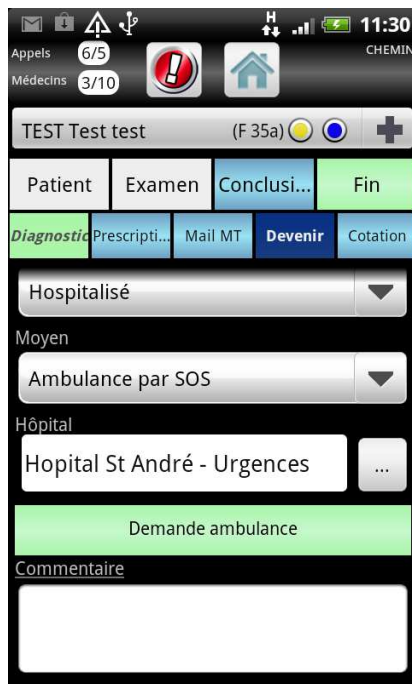 H 11:30
Appels 6/5 CHEMIN
Médecins 3/10
TEST Test test (F 35a)
Patient Examen Conclusi... Fin
Diagnostic Prescripti... Mail MT Devenir Cotation
Hospitalisé
Moyen
Ambulance par SOS
Hôpital
Hopital St André - Urgences ...
Demande ambulance
Commentaire